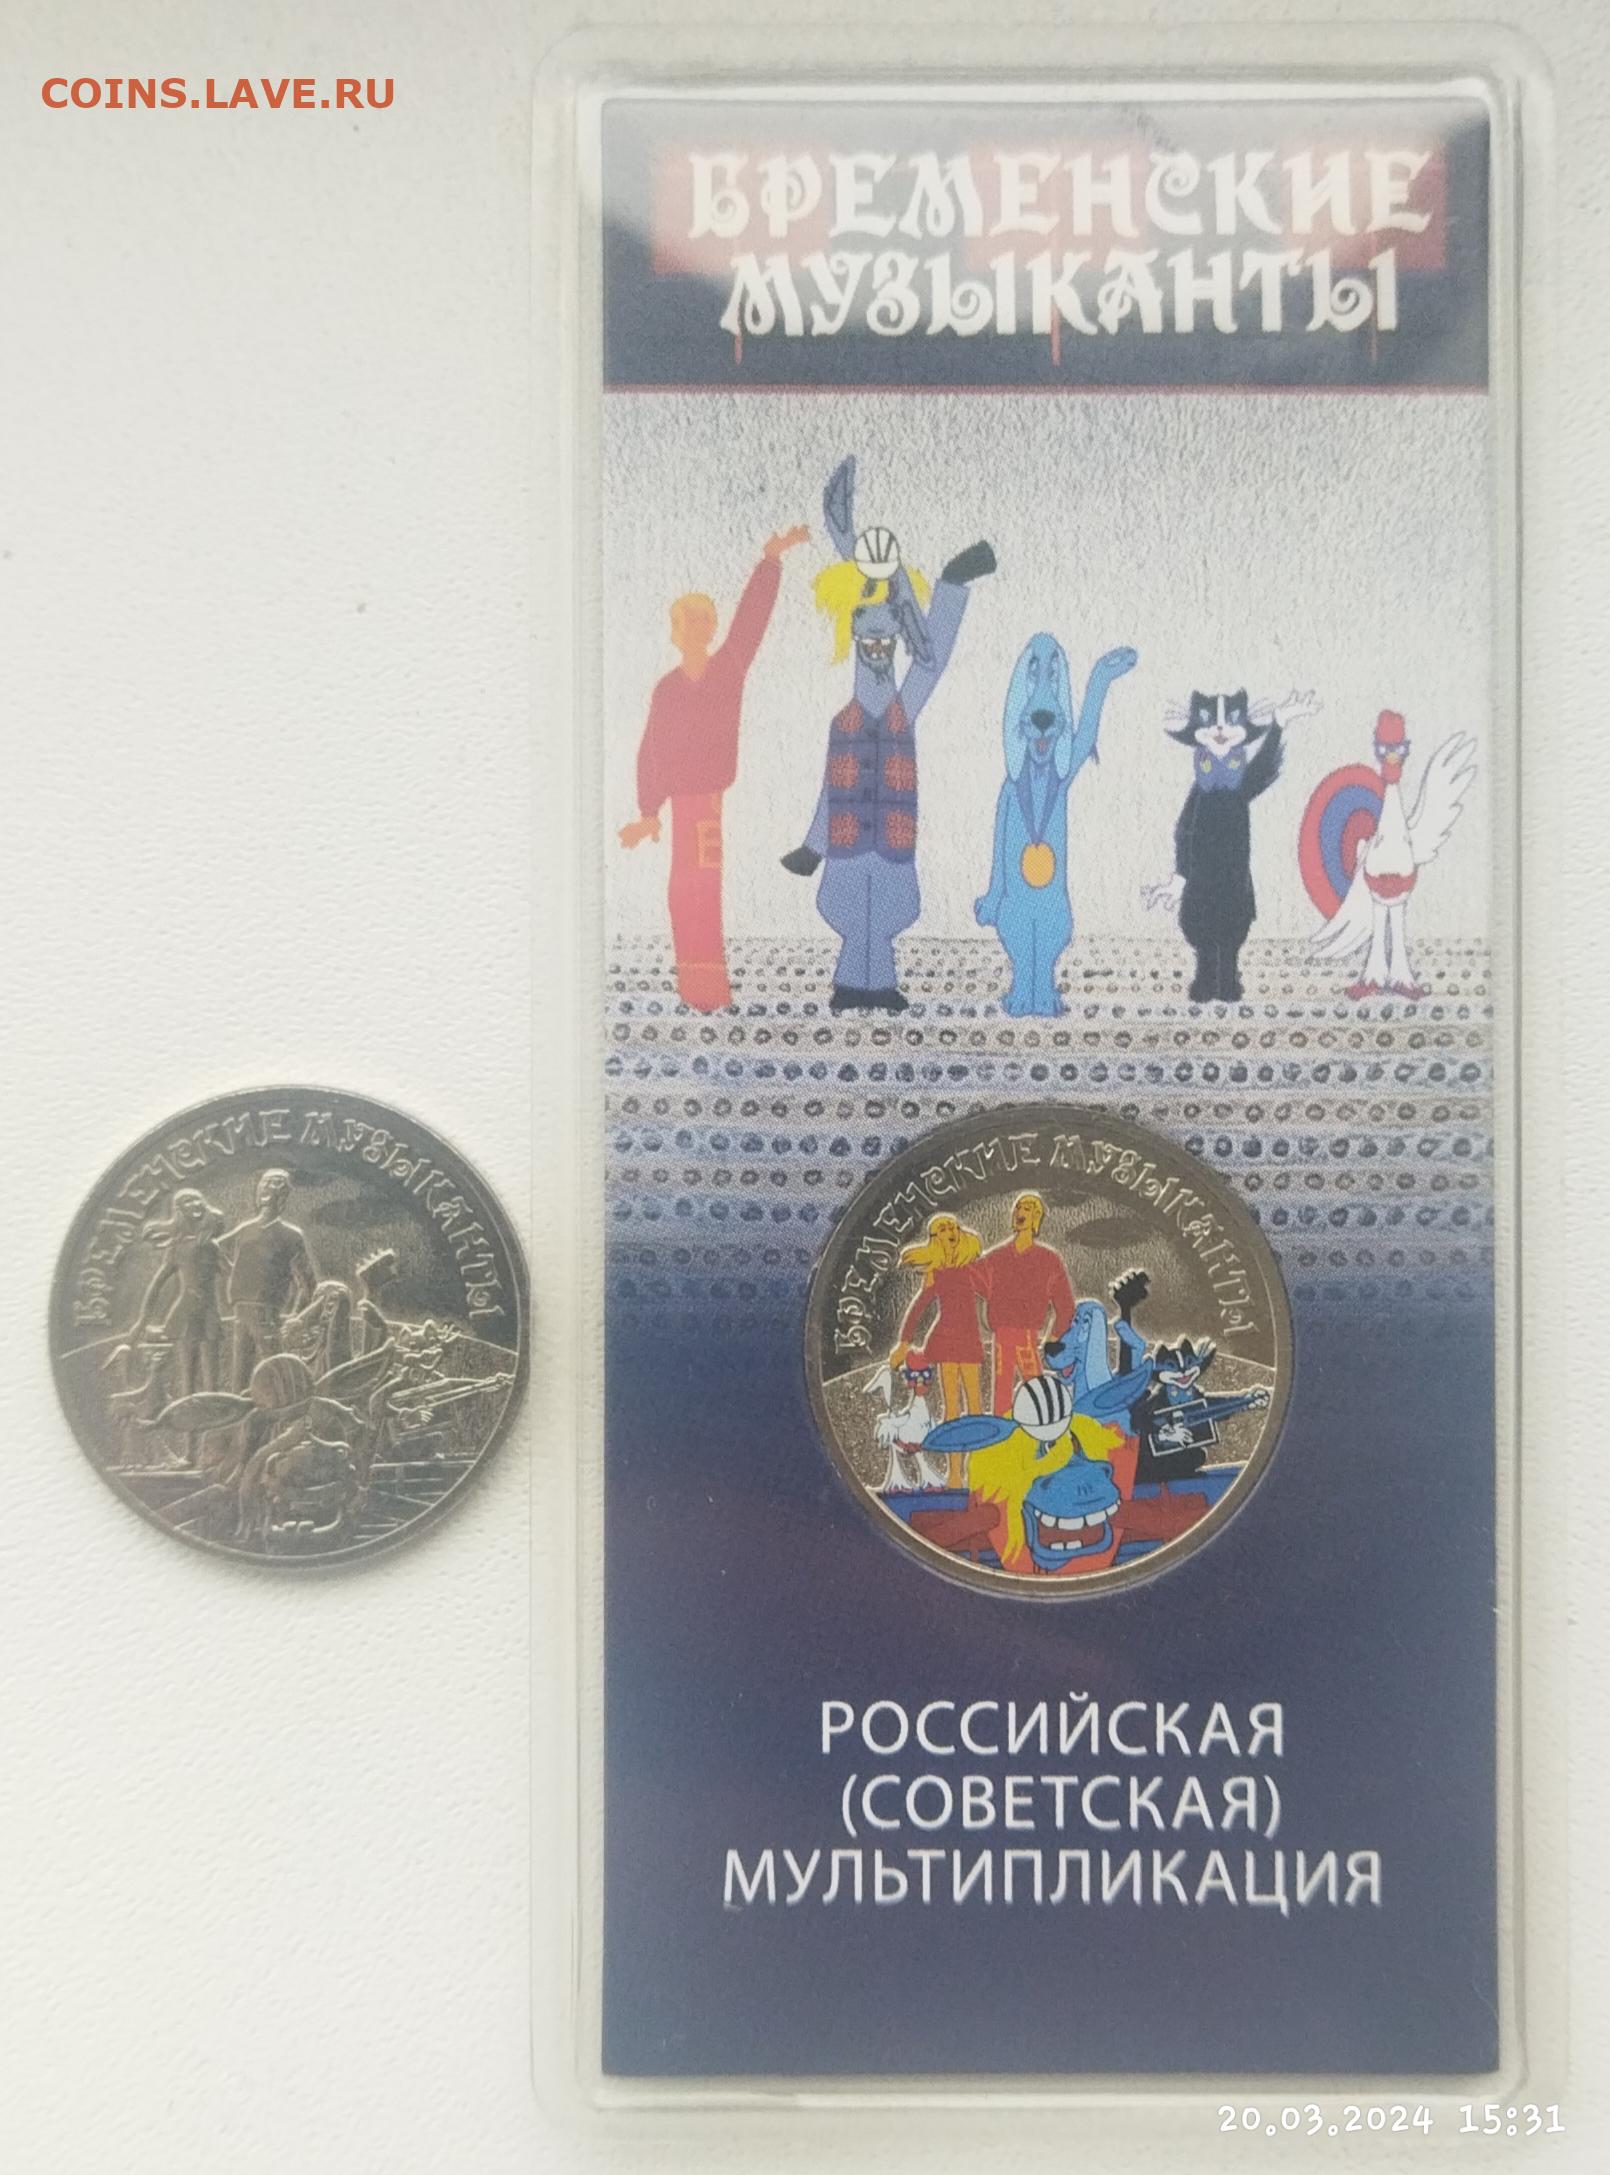 COINS.LAVE.RU
БРЕМЕНСКИЕ
МУЗЫКАНТЫ
БРЕМЕНСКИЕ МУЗЫКАНТЫ
БРЕМЕНСКИЕ МУЗЫКАНТЫ
РОССИЙСКАЯ
(СОВЕТСКАЯ)
МУЛЬТИПЛИКАЦИЯ
20.03.2024 15:31